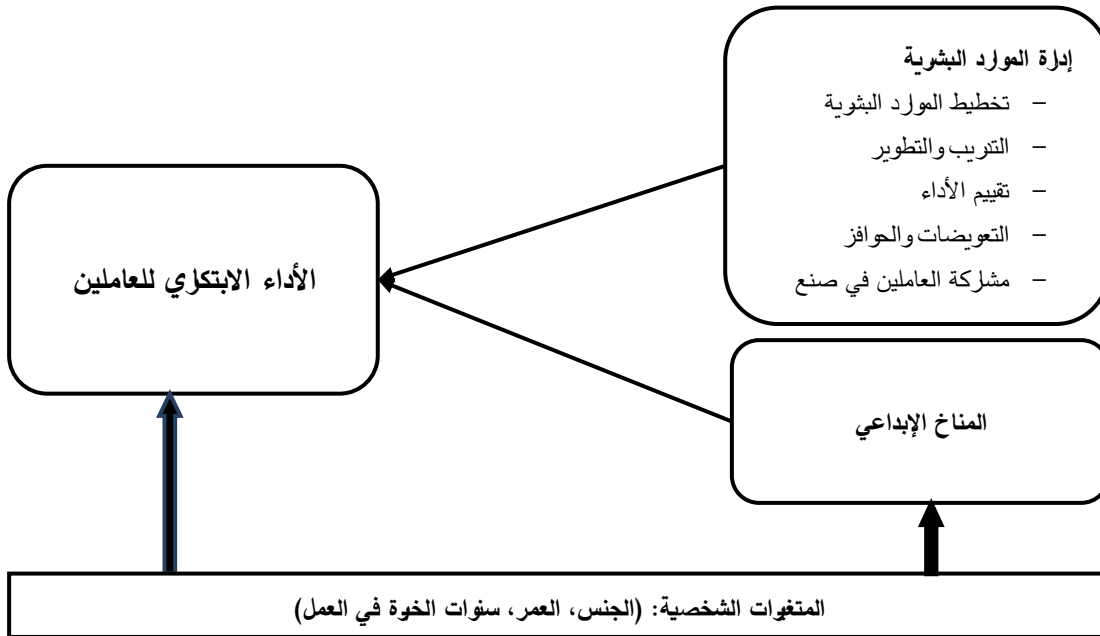 إدارة الموارد البشرية
– تخطيط الموارد البشرية
– التدريب والتطوير
– تقييم الأداء
– التعويضات والحوافز
– مشاركة العاملين في صنع
الأداء الابتكاري للعاملين
المناخ الإبداعي
المتغيرات الشخصية: (الجنس، العمر، سنوات الخبرة في العمل)